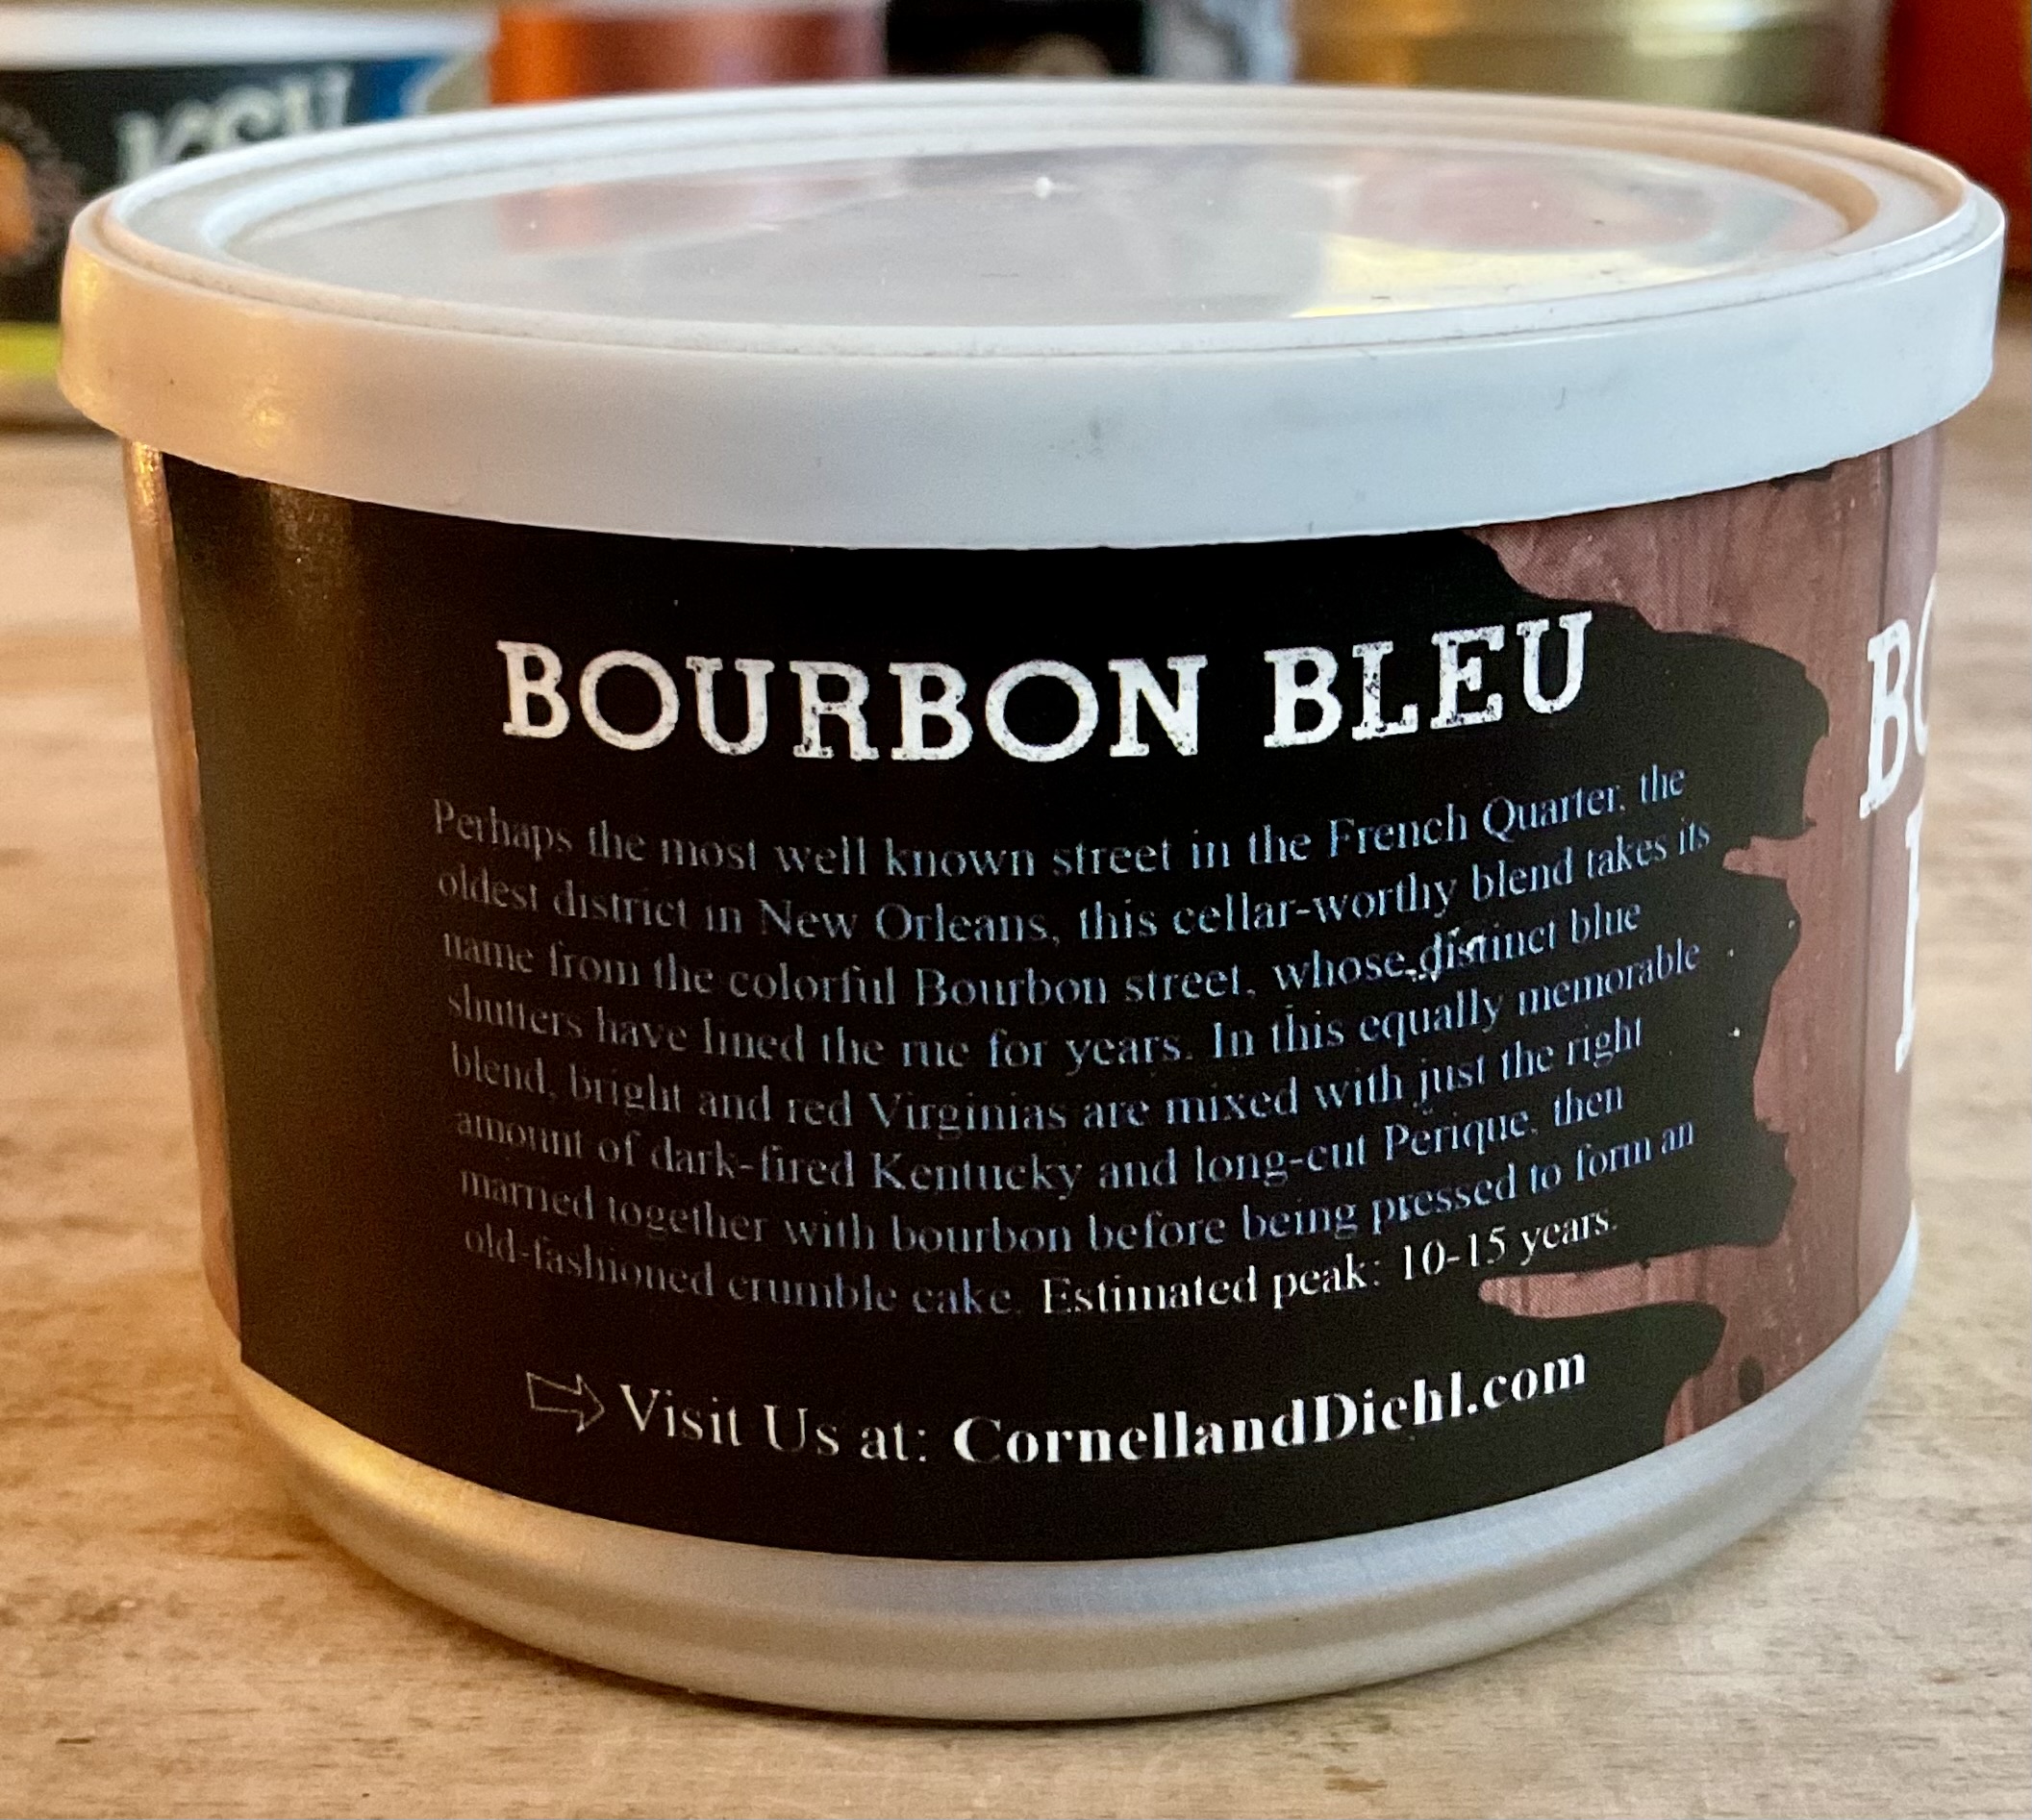 BOURBON BLEU
Perhaps the most well known street in the French Quarter, the
oldest district in New Orleans, this cellar-worthy blend takes its
name from the colorful Bourbon street, whose distinct blue
shutters have lined the rue for years. In this equally memorable
blend, bright and red Virginias are mixed with just the right
amount of dark-fired Kentucky and long-cut Perique, then
married together with bourbon before being pressed to form an
old-fashioned crumble cake. Estimated peak: 10-15 years.
Visit Us at: CornellandDiehl.com
BO